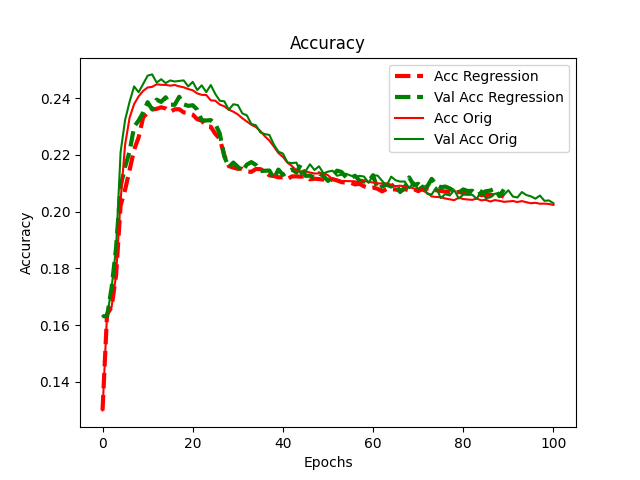 Accuracy
Acc Regression
Val Acc Regression
Acc Orig
Val Acc Orig
0.24
0.22
0.20
0.18
0.16
0.14
Accuracy
0
20
40
60
80
100
Epochs